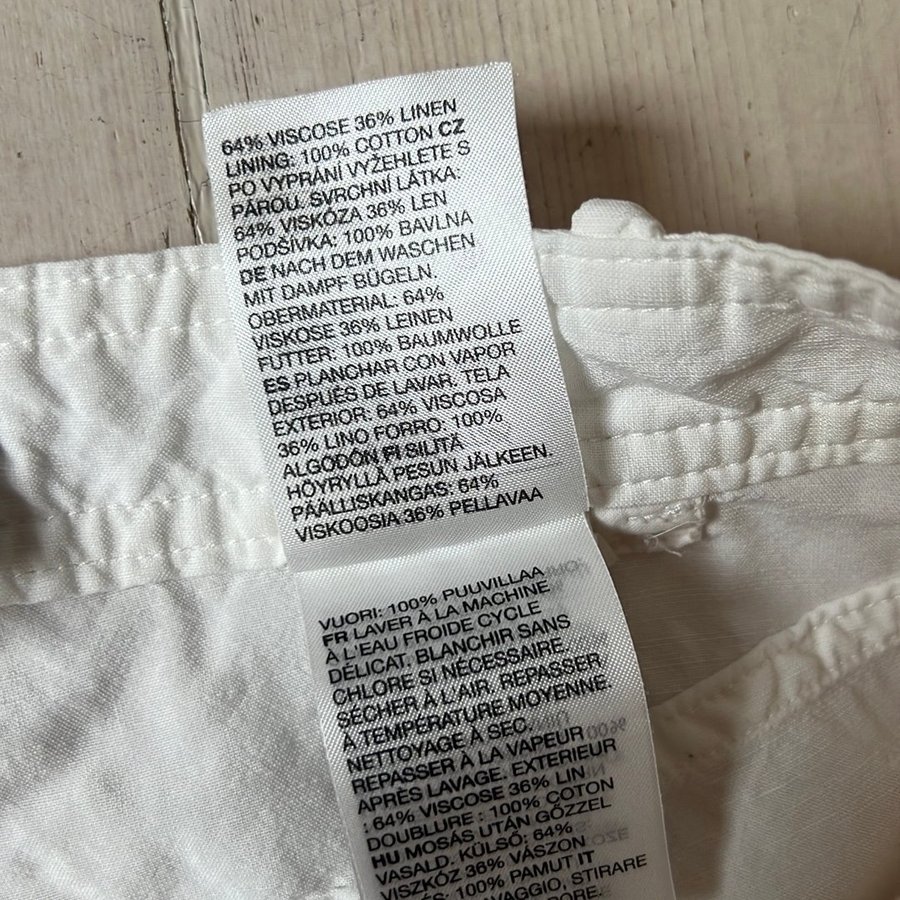 64% VISCOSE 36% LINEN
LINING: 100% COTTON CZ
PO VYPRÁNÍ VYŽEHLETE S
PÁROU. SVRCHNÍ LÁTKA:
64% VISKÓZA 36% LEN
PODŠÍVKA: 100% BAVLNA
DE NACH DEM WASCHEN
MIT DAMPF BÜGELN.
OBERMATERIAL: 64%
VISKOSE 36% LEINEN
FUTTER: 100% BAUMWOLLE
ES PLANCHAR CON VAPOR
DESPUÉS DE LAVAR. TELA
EXTERIOR: 64% VISCOSA
36% LINO FORRO: 100%
ALGODÓN FI SILITÄ
HÖYRYLLÄ PESUN JÄLKEEN.
PÄÄLLISKANGAS: 64%
VISKOOSIA 36% PELLAVAA
VUORI: 100% PUUVILLAA
FR LAVER À LA MACHINE
À L'EAU FROIDE CYCLE
DÉLICAT. BLANCHIR SANS
CHLORE SI NÉCESSAIRE.
SÉCHER À L'AIR. REPASSER
À TEMPÉRATURE MOYENNE.
NETTOYAGE À SEC.
REPASSER À LA VAPEUR
APRÈS LAVAGE. EXTERIEUR
: 64% VISCOSE 36% LIN
DOUBLURE : 100% COTON
HU MOSÁS UTÁN GŐZZEL
VASALD. KÜLSŐ: 64%
VISZKÓZ 36% VÁSZON
100% PAMUT IT
STIRARE